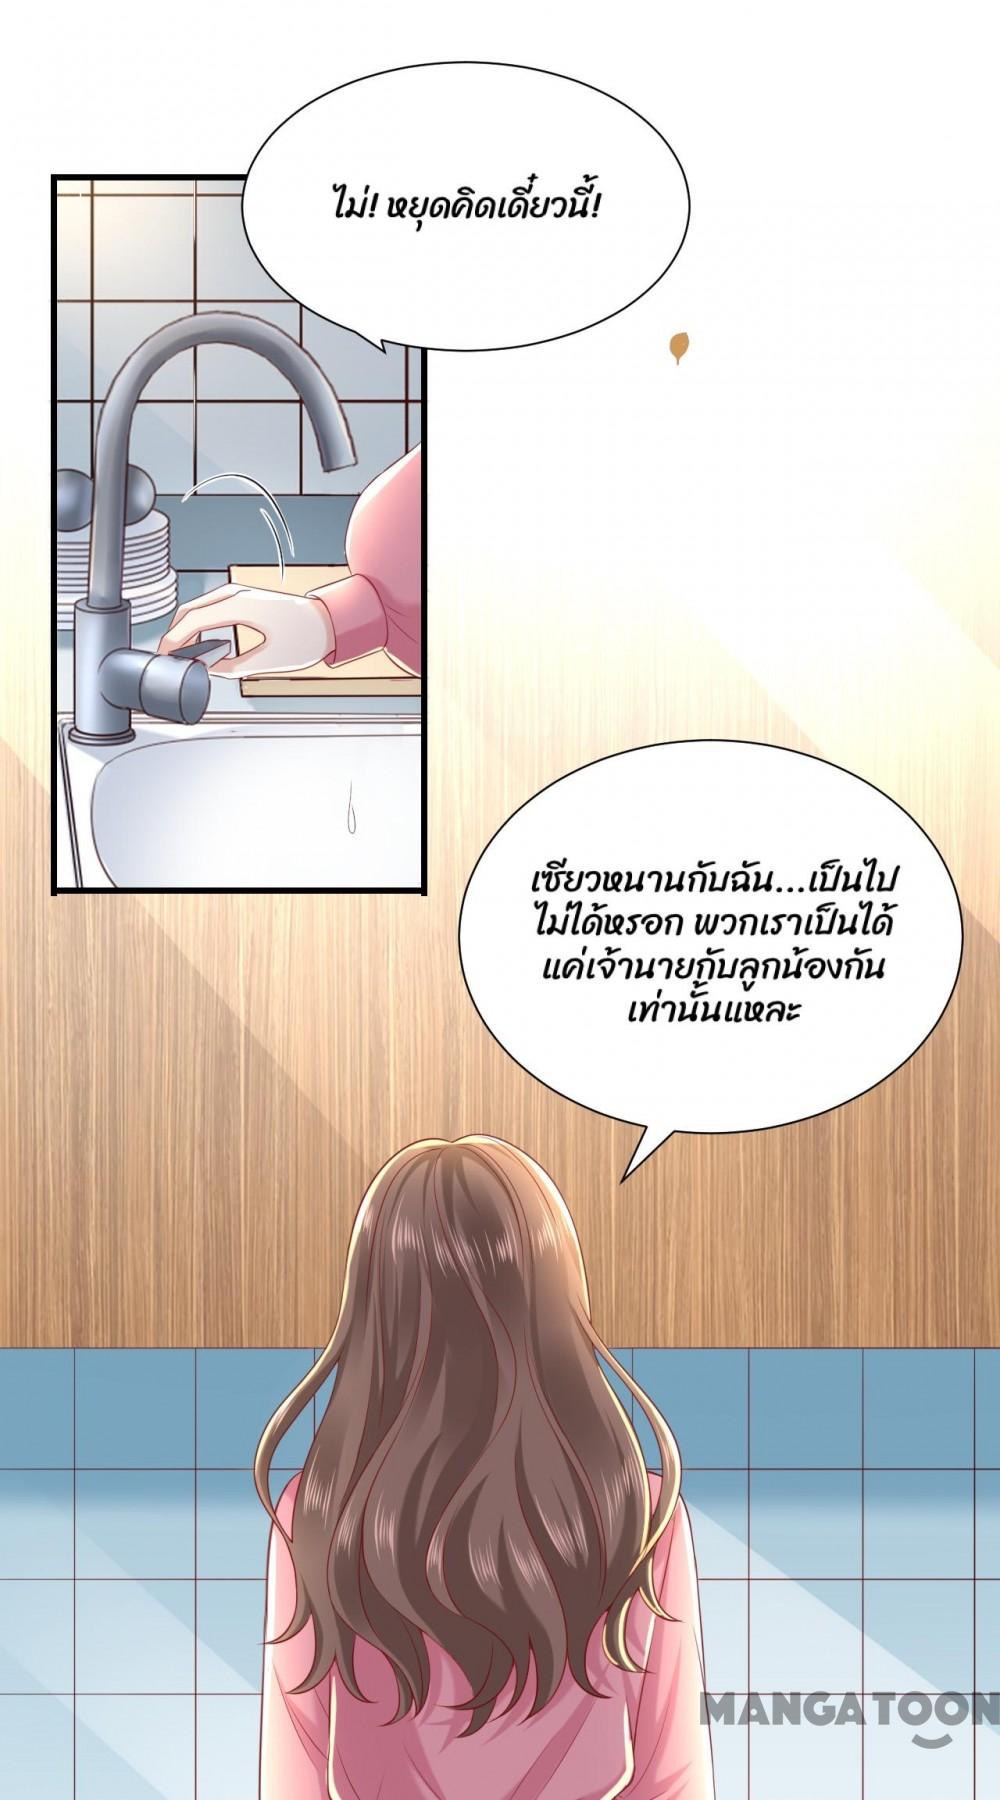 ไม่! หยุดคิดเดี๋ยวนี้!
เซียวหนานกับฉัน...เป็นไป
ไม่ได้หรอก พวกเราเป็นได้
แค่เจ้านายกับลูกน้องกัน
เท่านั้นแหละ
MANGATOON